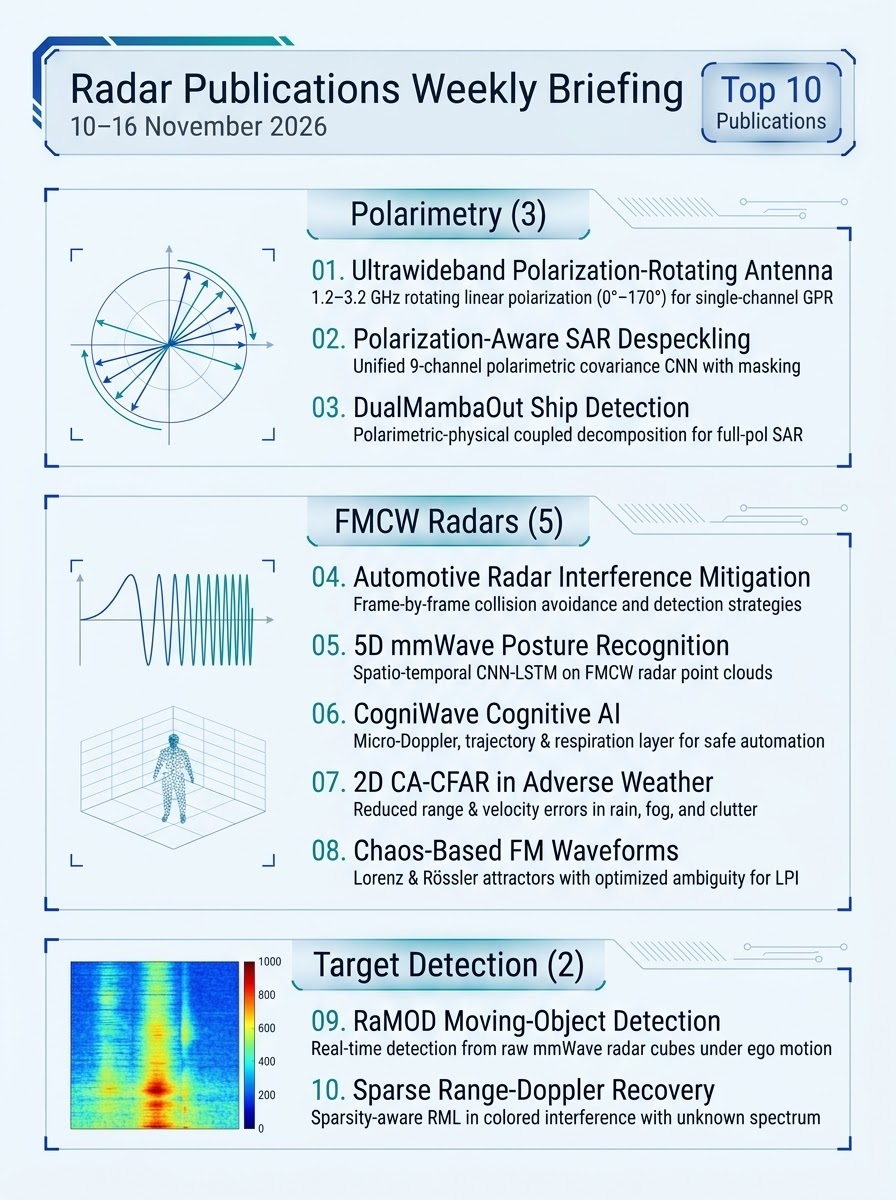 Radar Publications Weekly Briefing
10–16 November 2026
Top 10
Publications
Polarimetry (3)
01. Ultrawideband Polarization-Rotating Antenna
1.2–3.2 GHz rotating linear polarization (0°–170°) for single-channel GPR
02. Polarization-Aware SAR Despeckling
Unified 9-channel polarimetric covariance CNN with masking
03. DualMambaOut Ship Detection
Polarimetric-physical coupled decomposition for full-pol SAR
FMCW Radars (5)
04. Automotive Radar Interference Mitigation
Frame-by-frame collision avoidance and detection strategies
05. 5D mmWave Posture Recognition
Spatio-temporal CNN-LSTM on FMCW radar point clouds
06. CogniWave Cognitive AI
Micro-Doppler, trajectory & respiration layer for safe automation
07. 2D CA-CFAR in Adverse Weather
Reduced range & velocity errors in rain, fog, and clutter
08. Chaos-Based FM Waveforms
Lorenz & Rössler attractors with optimized ambiguity for LPI
Target Detection (2)
1000
800
600
400
200
0
09. RaMOD Moving-Object Detection
Real-time detection from raw mmWave radar cubes under ego motion
10. Sparse Range-Doppler Recovery
Sparsity-aware RML in colored interference with unknown spectrum